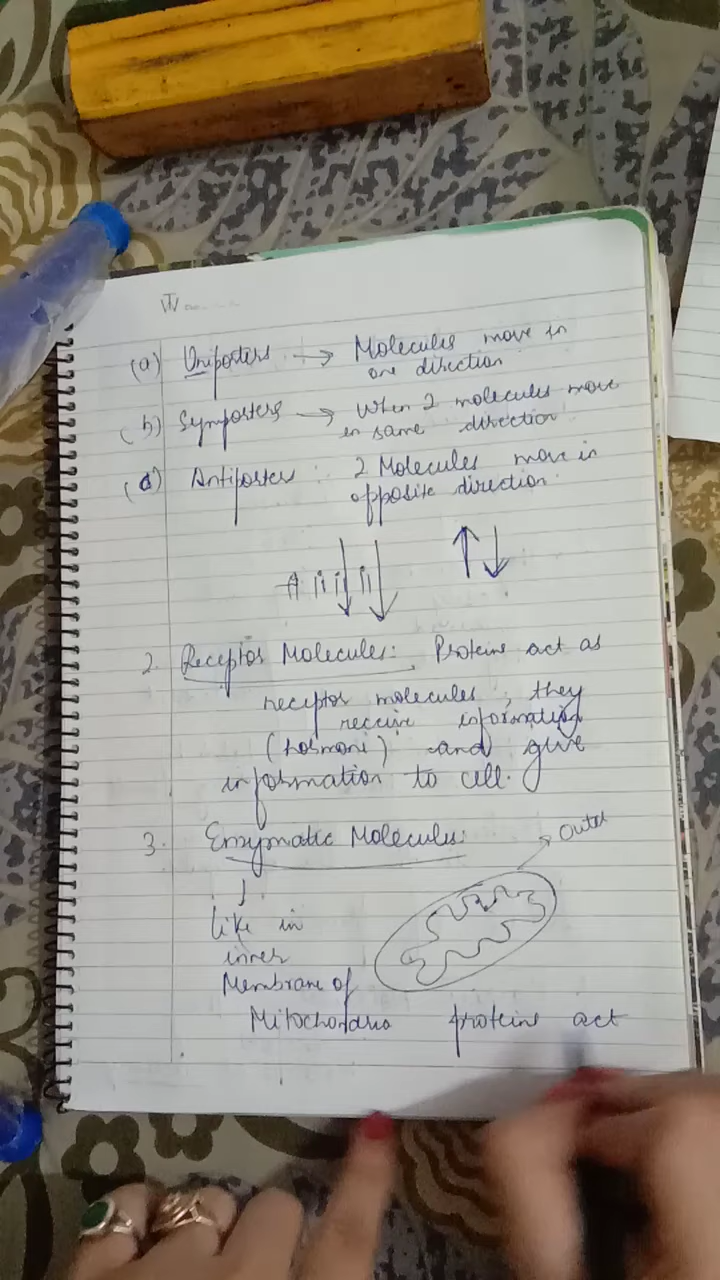 (a) Uniporters → Molecules move in
one direction
(b) Symporters → When 2 molecules move
in same direction
(c) Antiporters : 2 Molecules move in
opposite direction
2. Receptor Molecules: Proteins act as
receptor molecules, they
receive information
(hormone) and give
information to cell.
3. Enzymatic Molecules:
Outer
like in
inner
Membrane of
Mitochondria proteins act